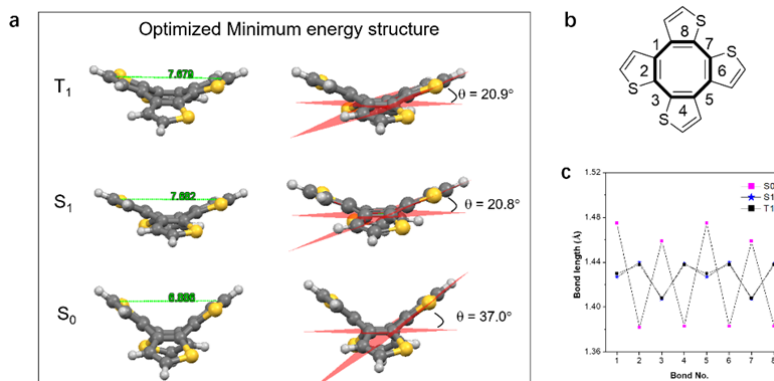 a
Optimized Minimum energy structure
T1
7.679
θ = 20.9°
S1
7.682
θ = 20.8°
S0
θ = 37.0°
b
S
8
1
7
2
6
S
S
3
4
5
S
c
1.52
1.48
1.44
1.40
1.36
Bond length (Å)
S0
S1
T1
1 2 3 4 5 6 7 8
Bond No.